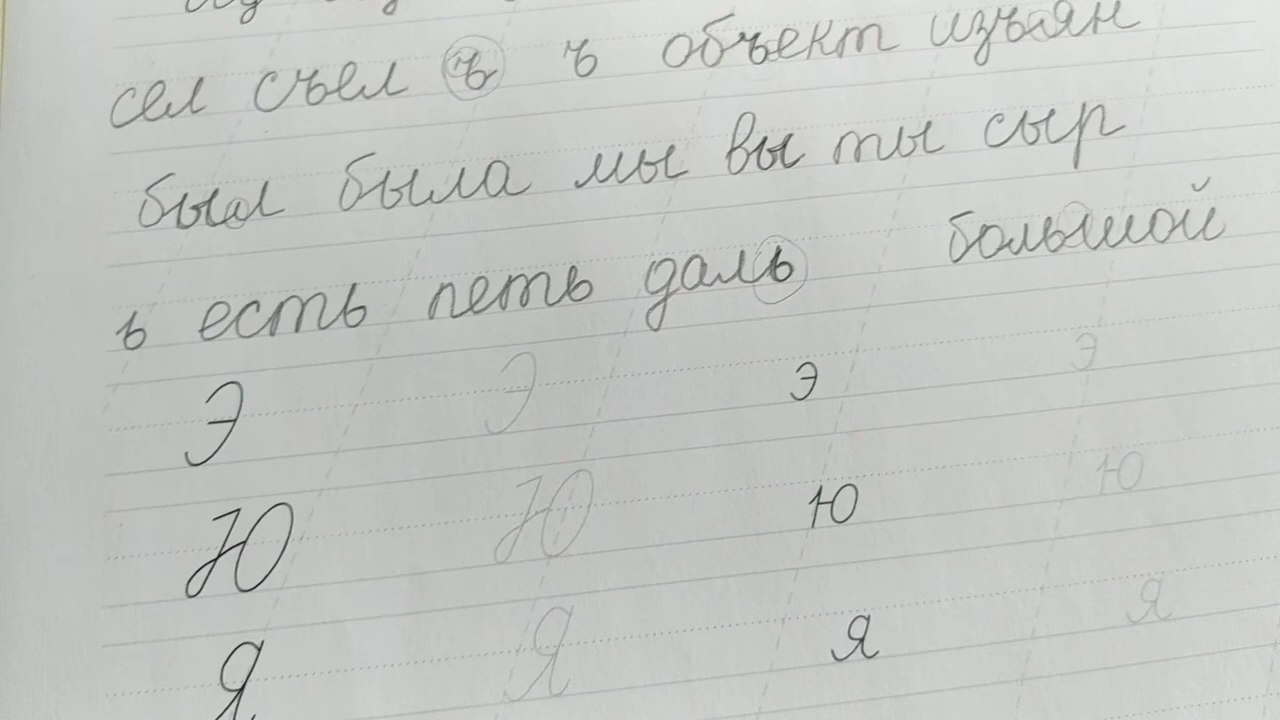 сел съел ъ ъ объект изъян
был была мы вы ты сыр
ь есть петь даль большой
Э Э э э
Ю Ю ю ю
Я Я я я